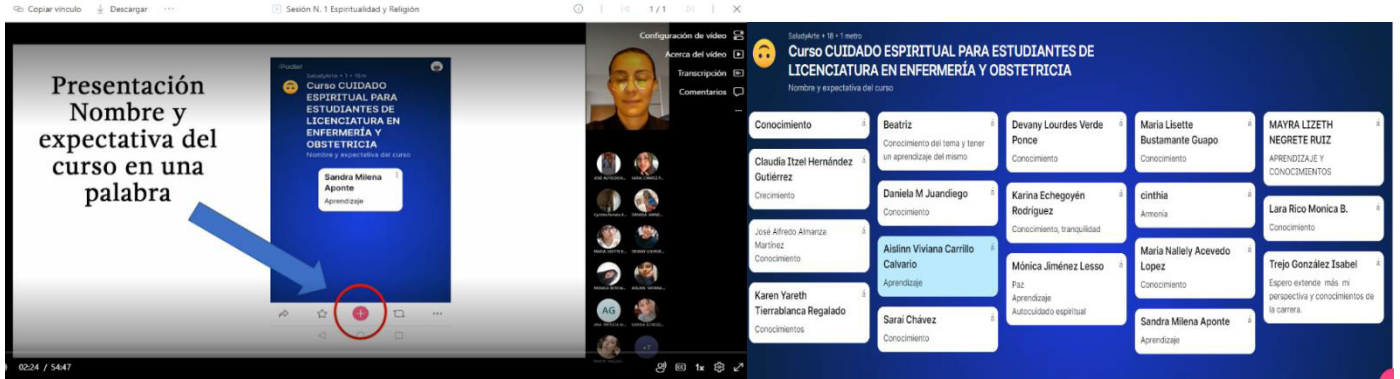 Copiar vínculo
Descargar
Sesión N. 1 Espiritualidad y Religión
1 / 1
Presentación
Nombre y
expectativa del
curso en una
palabra
Padlet
Curso CUIDADO
ESPIRITUAL PARA
ESTUDIANTES DE
LICENCIATURA EN
ENFERMERÍA Y
OBSTETRICIA
Nombre y expectativa del curso
Sandra Milena
Aponte
Aprendizaje
Configuración de vídeo
Acerca del vídeo
Transcripción
Comentarios
AG
+7
02:24 / 54:47
1x
SaludyArte • 18 • 1 metro
Curso CUIDADO ESPIRITUAL PARA ESTUDIANTES DE
LICENCIATURA EN ENFERMERÍA Y OBSTETRICIA
Nombre y expectativa del curso
Conocimiento
Claudia Itzel Hernández
Gutiérrez
Crecimiento
José Alfredo Almanza
Martínez
Conocimiento
Karen Yareth
Tierrablanca Regalado
Conocimientos
Beatriz
Conocimiento del tema y tener
un aprendizaje del mismo
Daniela M Juandiego
Conocimiento
Aislinn Viviana Carrillo
Calvario
Aprendizaje
Saraí Chávez
Conocimiento
Devany Lourdes Verde
Ponce
Conocimiento
Karina Echegoyén
Rodríguez
Conocimiento, tranquilidad
Mónica Jiménez Lesso
Paz
Aprendizaje
Autocuidado espiritual
Maria Lisette
Bustamante Guapo
Conocimiento
cinthia
Armonía
Maria Nallely Acevedo
Lopez
Conocimiento
Sandra Milena Aponte
Aprendizaje
MAYRA LIZETH
NEGRETE RUIZ
APRENDIZAJE Y
CONOCIMIENTOS
Lara Rico Monica B.
Conocimiento
Trejo González Isabel
Espero extende más mi
perspectiva y conocimientos de
la carrera.